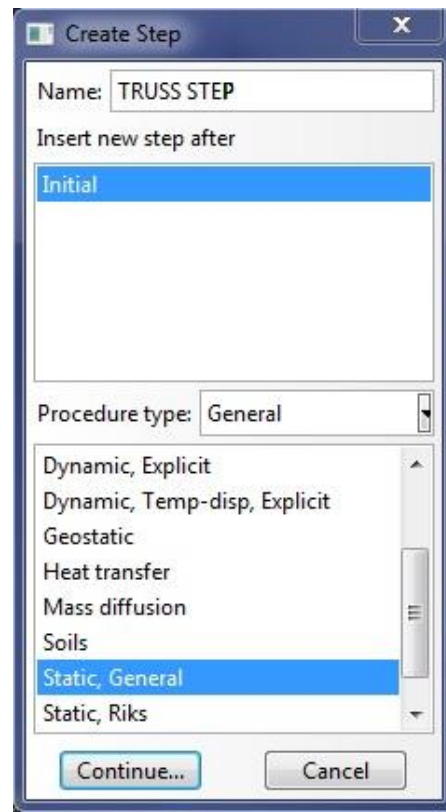 Create Step
Name: TRUSS STEP
Insert new step after
Initial
Procedure type: General
Dynamic, Explicit
Dynamic, Temp-disp, Explicit
Geostatic
Heat transfer
Mass diffusion
Soils
Static, General
Static, Riks
Continue... Cancel